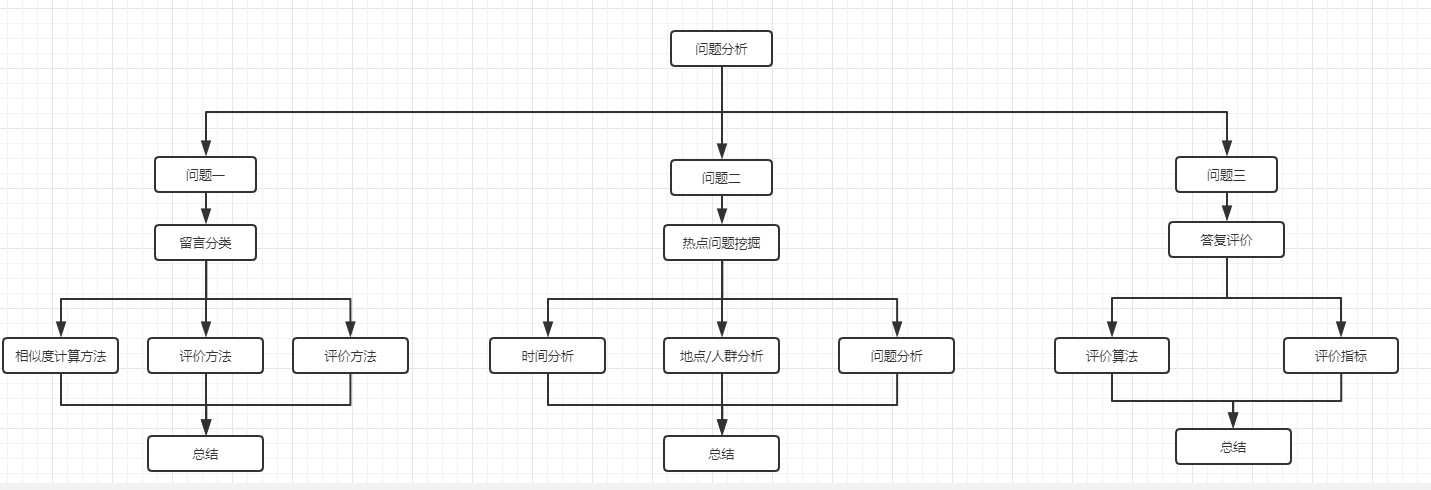 问题分析
问题一
问题二
问题三
留言分类
热点问题挖掘
答复评价
相似度计算方法
评价方法
评价方法
时间分析
地点/人群分析
问题分析
评价算法
评价指标
总结
总结
总结